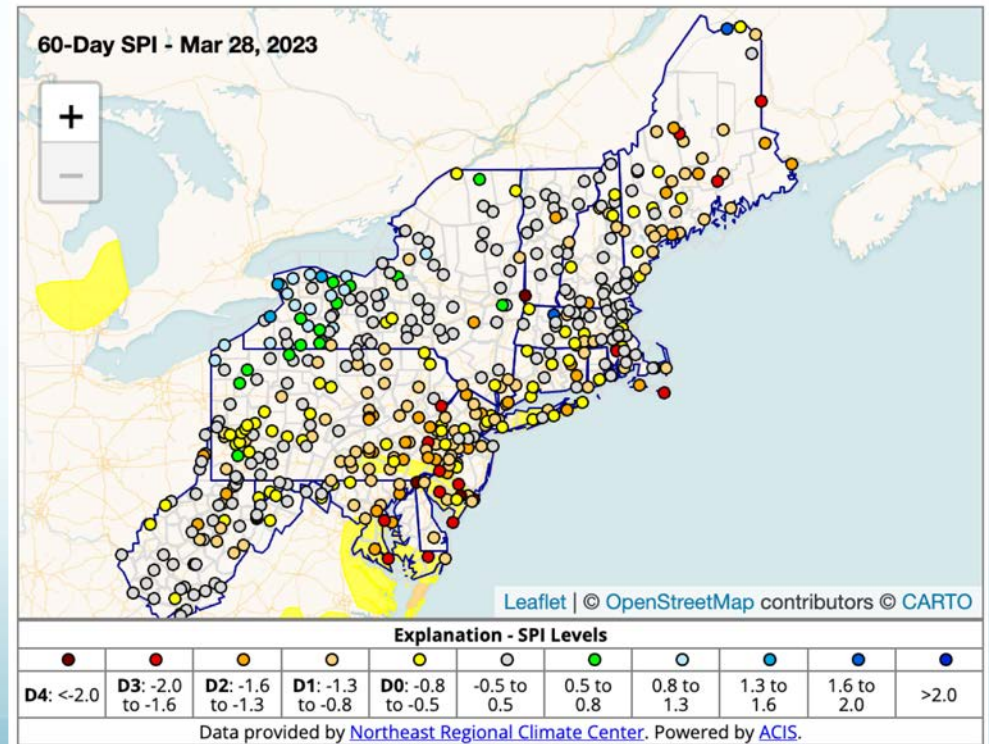 60-Day SPI - Mar 28, 2023
+
−
Leaflet | © OpenStreetMap contributors © CARTO
Explanation - SPI Levels
D4: <-2.0
D3: -2.0 to -1.6
D2: -1.6 to -1.3
D1: -1.3 to -0.8
D0: -0.8 to -0.5
-0.5 to 0.5
0.5 to 0.8
0.8 to 1.3
1.3 to 1.6
1.6 to 2.0
>2.0
Data provided by Northeast Regional Climate Center. Powered by ACIS.